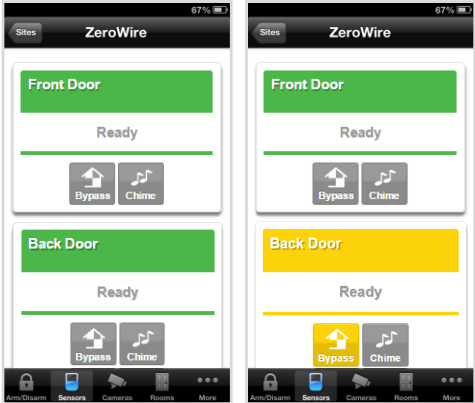 67%
Sites ZeroWire
Front Door
Ready
Bypass Chime
Back Door
Ready
Bypass Chime
Arm/Disarm Sensors Cameras Rooms More
67%
Sites ZeroWire
Front Door
Ready
Bypass Chime
Back Door
Ready
Bypass Chime
Arm/Disarm Sensors Cameras Rooms More